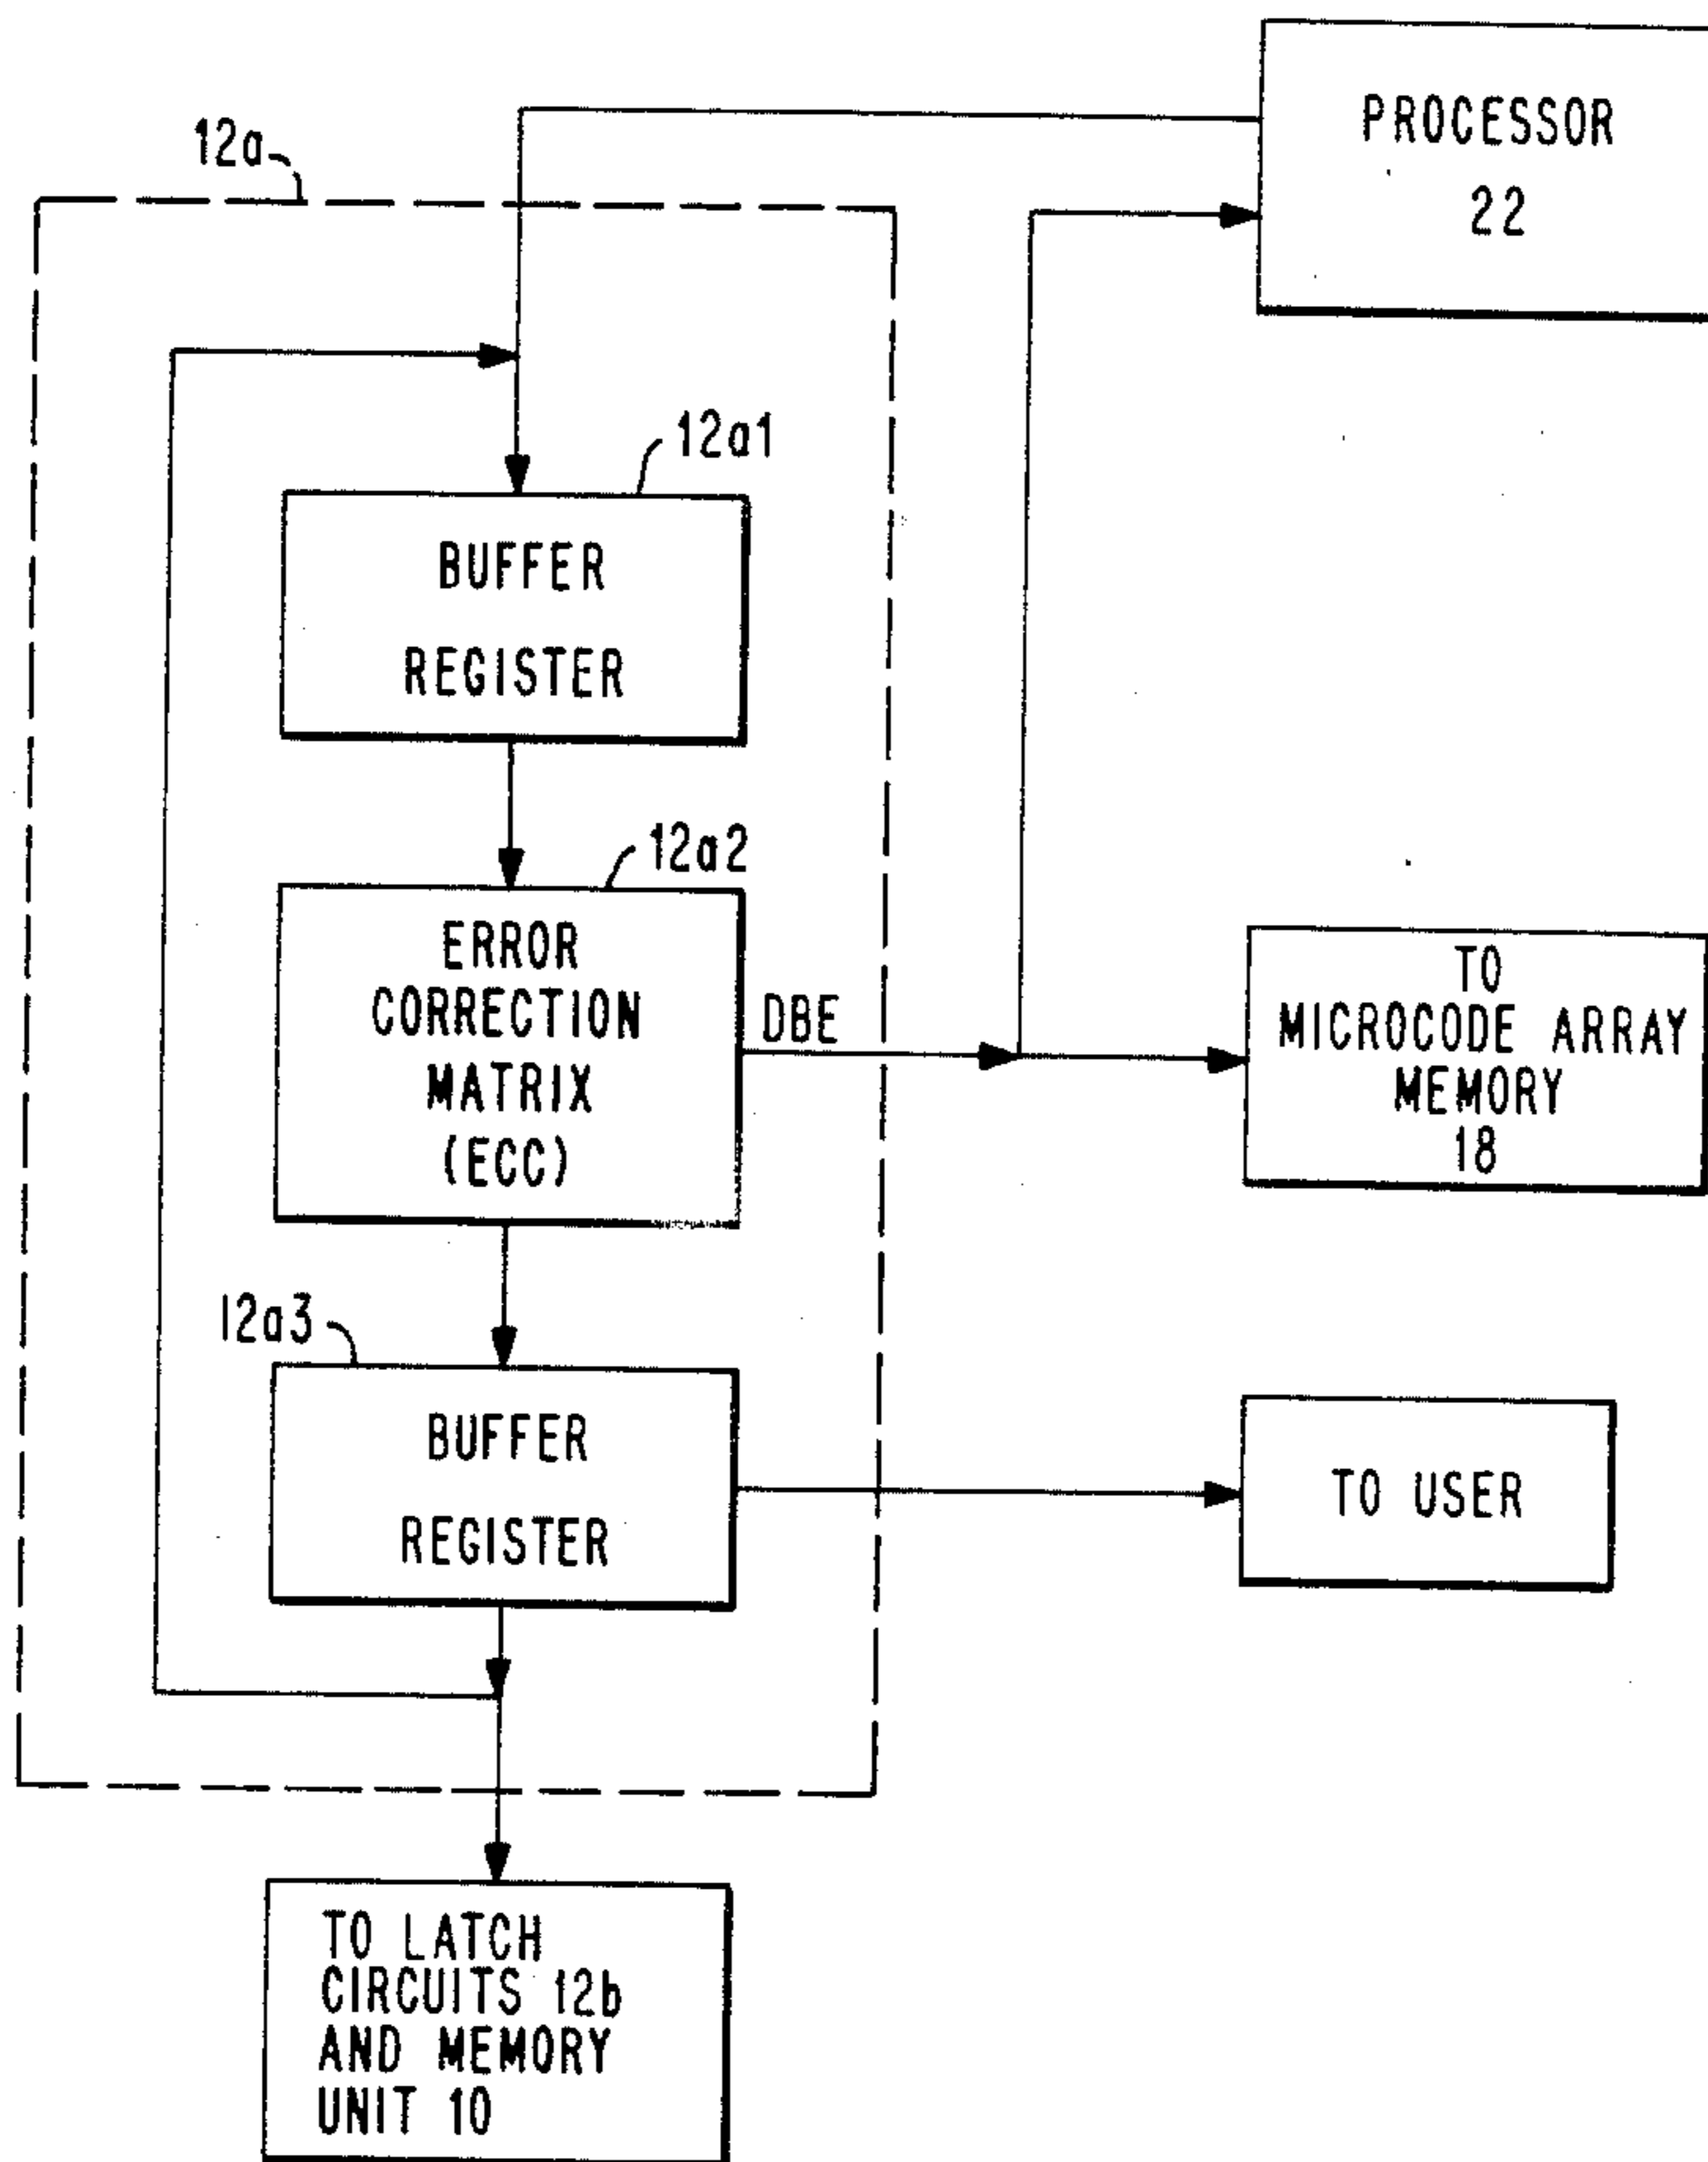 PROCESSOR
22
12a
12a1
BUFFER
REGISTER
12a2
ERROR
CORRECTION
MATRIX
(ECC)
DBE
TO
MICROCODE ARRAY
MEMORY
18
12a3
BUFFER
REGISTER
TO USER
TO LATCH
CIRCUITS 12b
AND MEMORY
UNIT 10